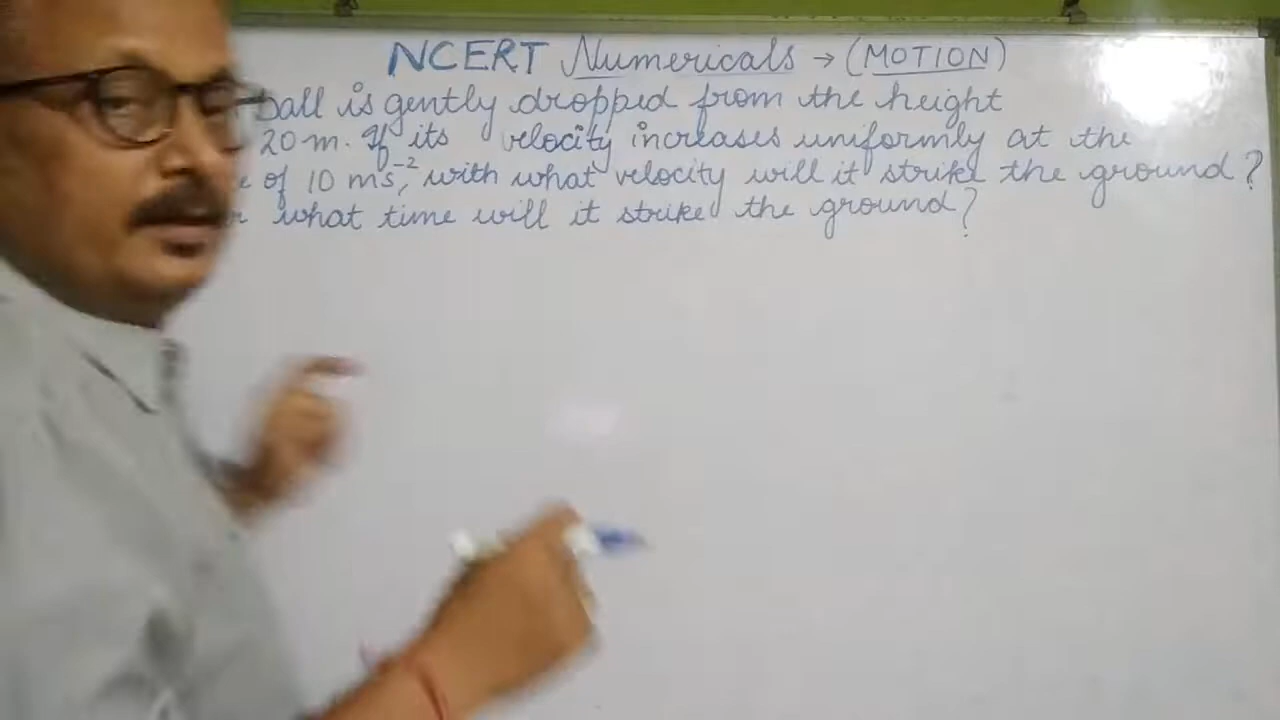 NCERT Numericals → (MOTION)
ball is gently dropped from the height
20 m. If its velocity increases uniformly at the
of 10 ms⁻², with what velocity will it strike the ground?
what time will it strike the ground?